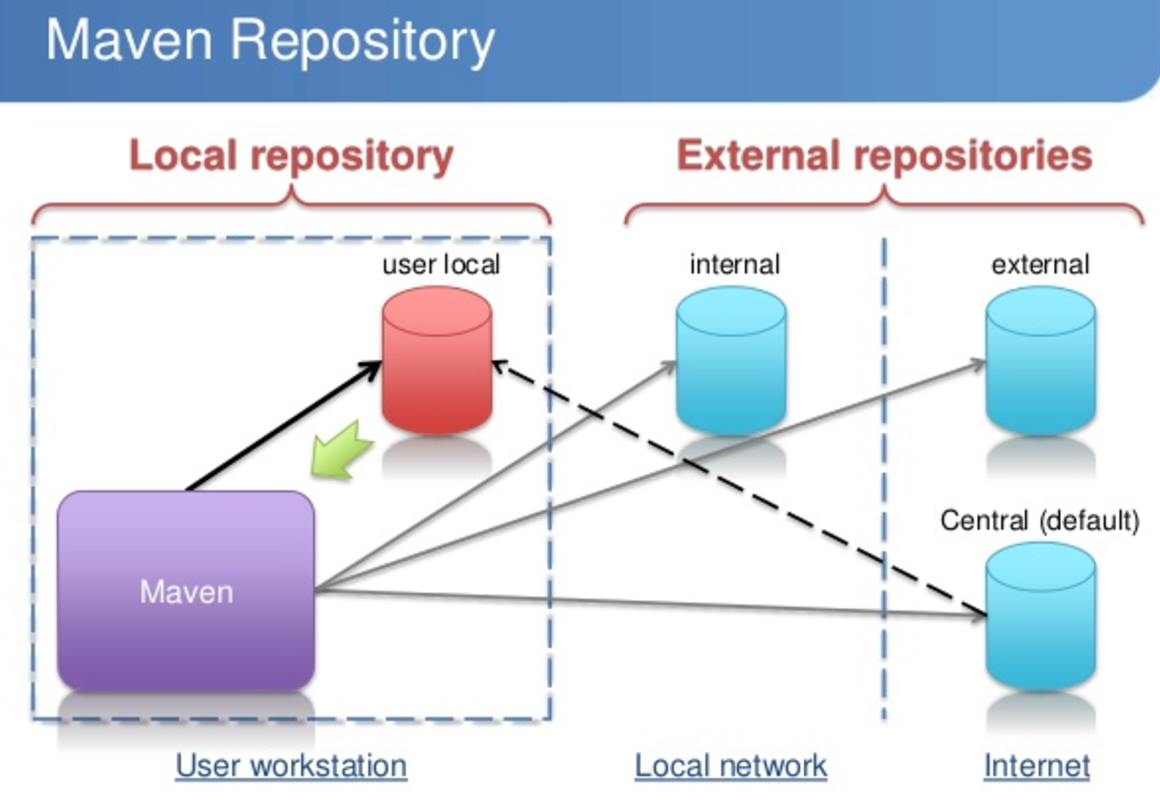 Maven Repository
Local repository
External repositories
user local
internal
external
Central (default)
Maven
User workstation
Local network
Internet